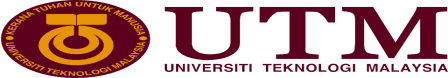 KERANA TUHAN UNTUK MANUSIA
UNIVERSITI TEKNOLOGI MALAYSIA
UTM
UNIVERSITI TEKNOLOGI MALAYSIA